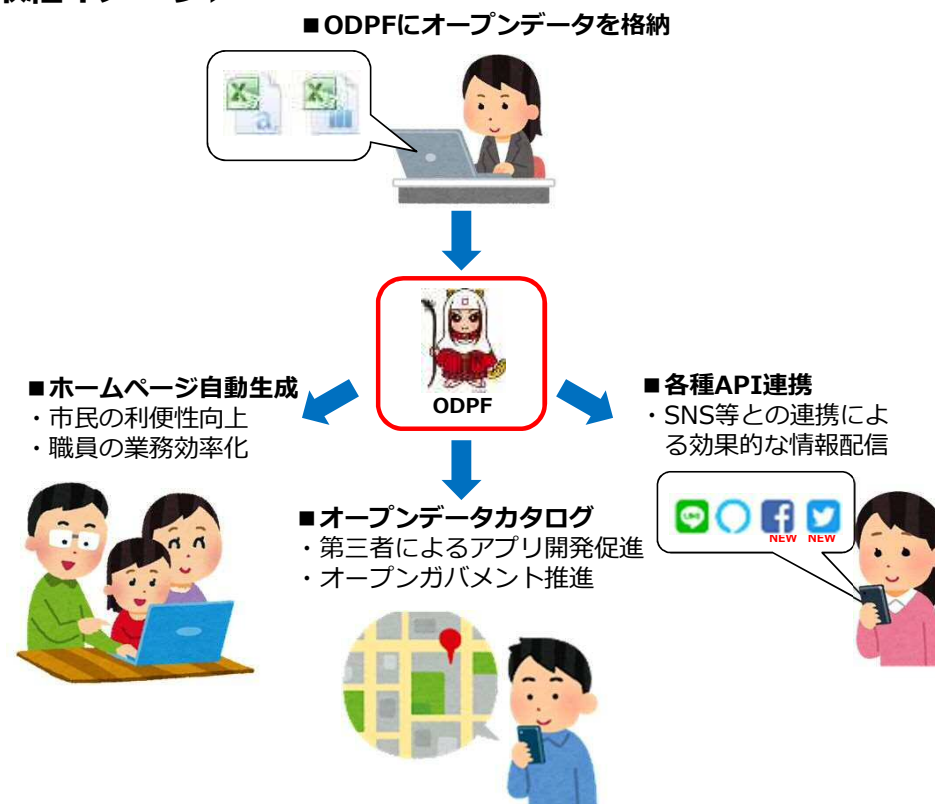 ■ODPFにオープンデータを格納
a
ODPF
■ホームページ自動生成
・市民の利便性向上
・職員の業務効率化
■各種API連携
・SNS等との連携によ
る効果的な情報配信
LINE
NEW NEW
■オープンデータカタログ
・第三者によるアプリ開発促進
・オープンガバメント推進